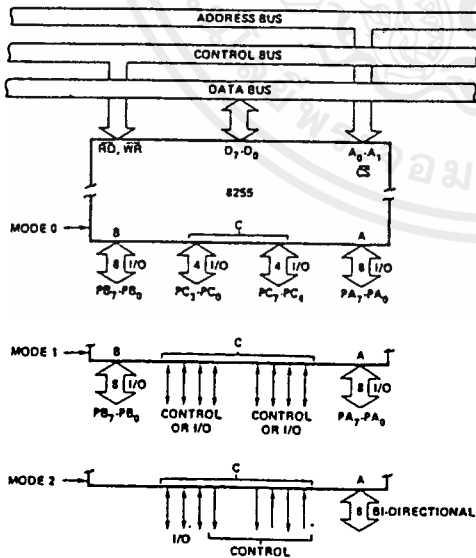 ADDRESS BUS
CONTROL BUS
DATA BUS
RD, WR
D7-D0
A0-A1
CS
8255
MODE 0
B
C
A
8 I/O
4 I/O
4 I/O
8 I/O
PB7-PB0
PC3-PC0
PC7-PC4
PA7-PA0
MODE 1
B
C
A
8 I/O
8 I/O
PB7-PB0
CONTROL
OR I/O
CONTROL
OR I/O
PA7-PA0
MODE 2
C
A
8 BI-DIRECTIONAL
I/O
CONTROL